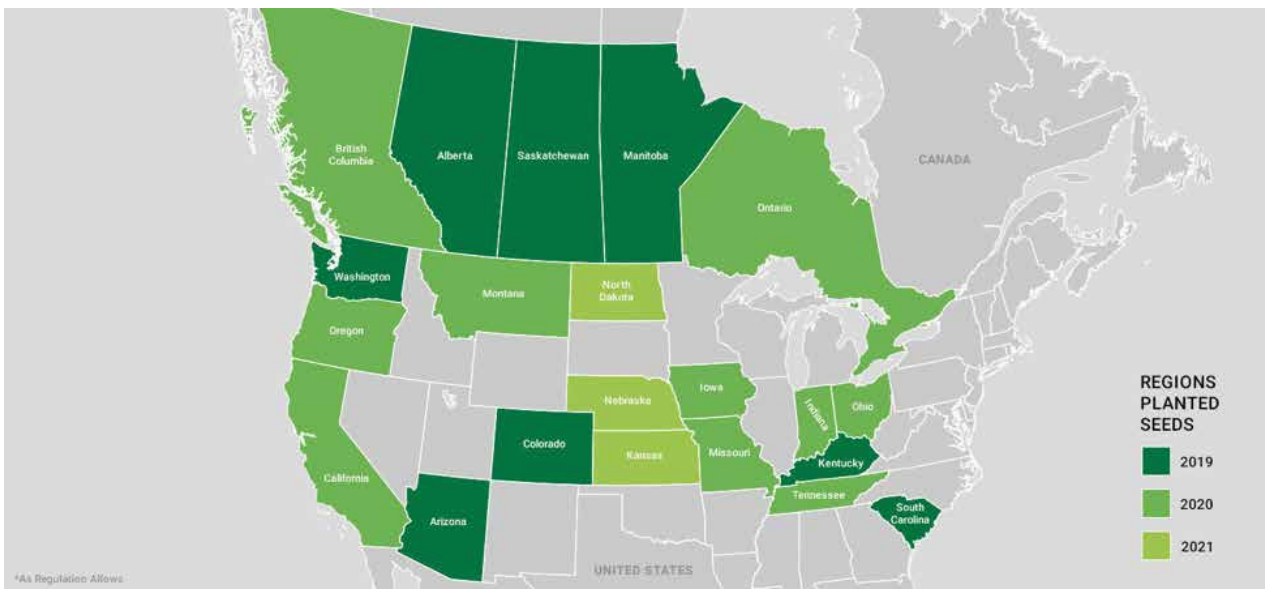 British
Columbia
Alberta
Saskatchewan
Manitoba
CANADA
Ontario
Washington
Montana
North
Dakota
Oregon
Iowa
Nebraska
Indiana
Ohio
Colorado
Kansas
Missouri
Kentucky
California
Tennessee
Arizona
South
Carolina
UNITED STATES
REGIONS
PLANTED
SEEDS
2019
2020
2021
*As Regulation Allows